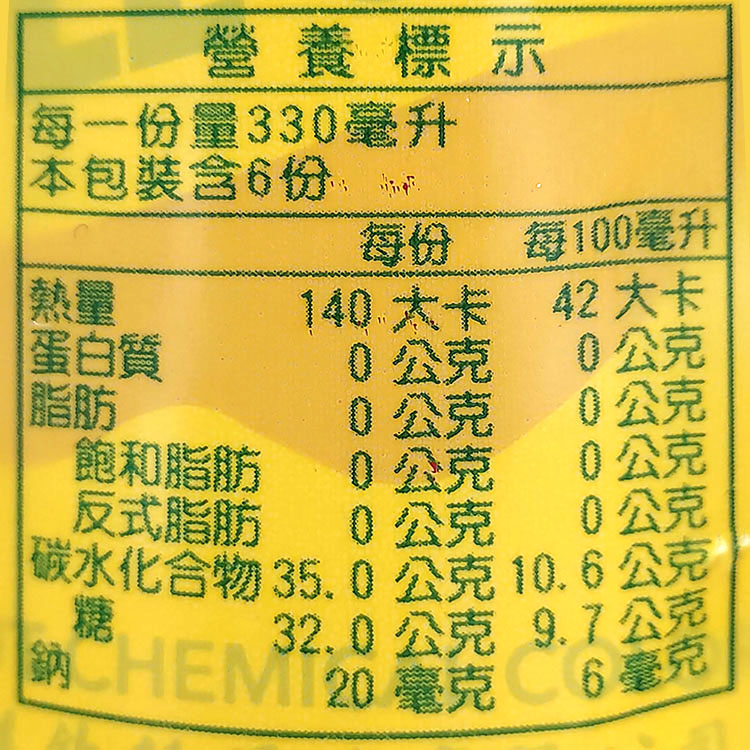 營養標示
每一份量330毫升
本包裝含6份
每份 每100毫升
熱量 140 大卡 42 大卡
蛋白質 0 公克 0 公克
脂肪 0 公克 0 公克
飽和脂肪 0 公克 0 公克
反式脂肪 0 公克 0 公克
碳水化合物 35.0 公克 10.6 公克
糖 32.0 公克 9.7 公克
鈉 20 毫克 6 毫克
CHEMICAL CO